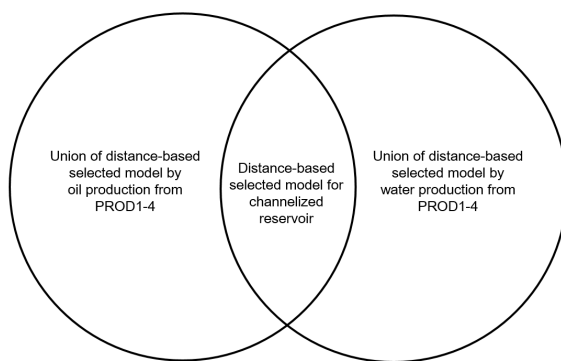 Union of distance-based
selected model by
oil production from
PROD1-4
Distance-based
selected model for
channelized
reservoir
Union of distance-based
selected model by
water production from
PROD1-4